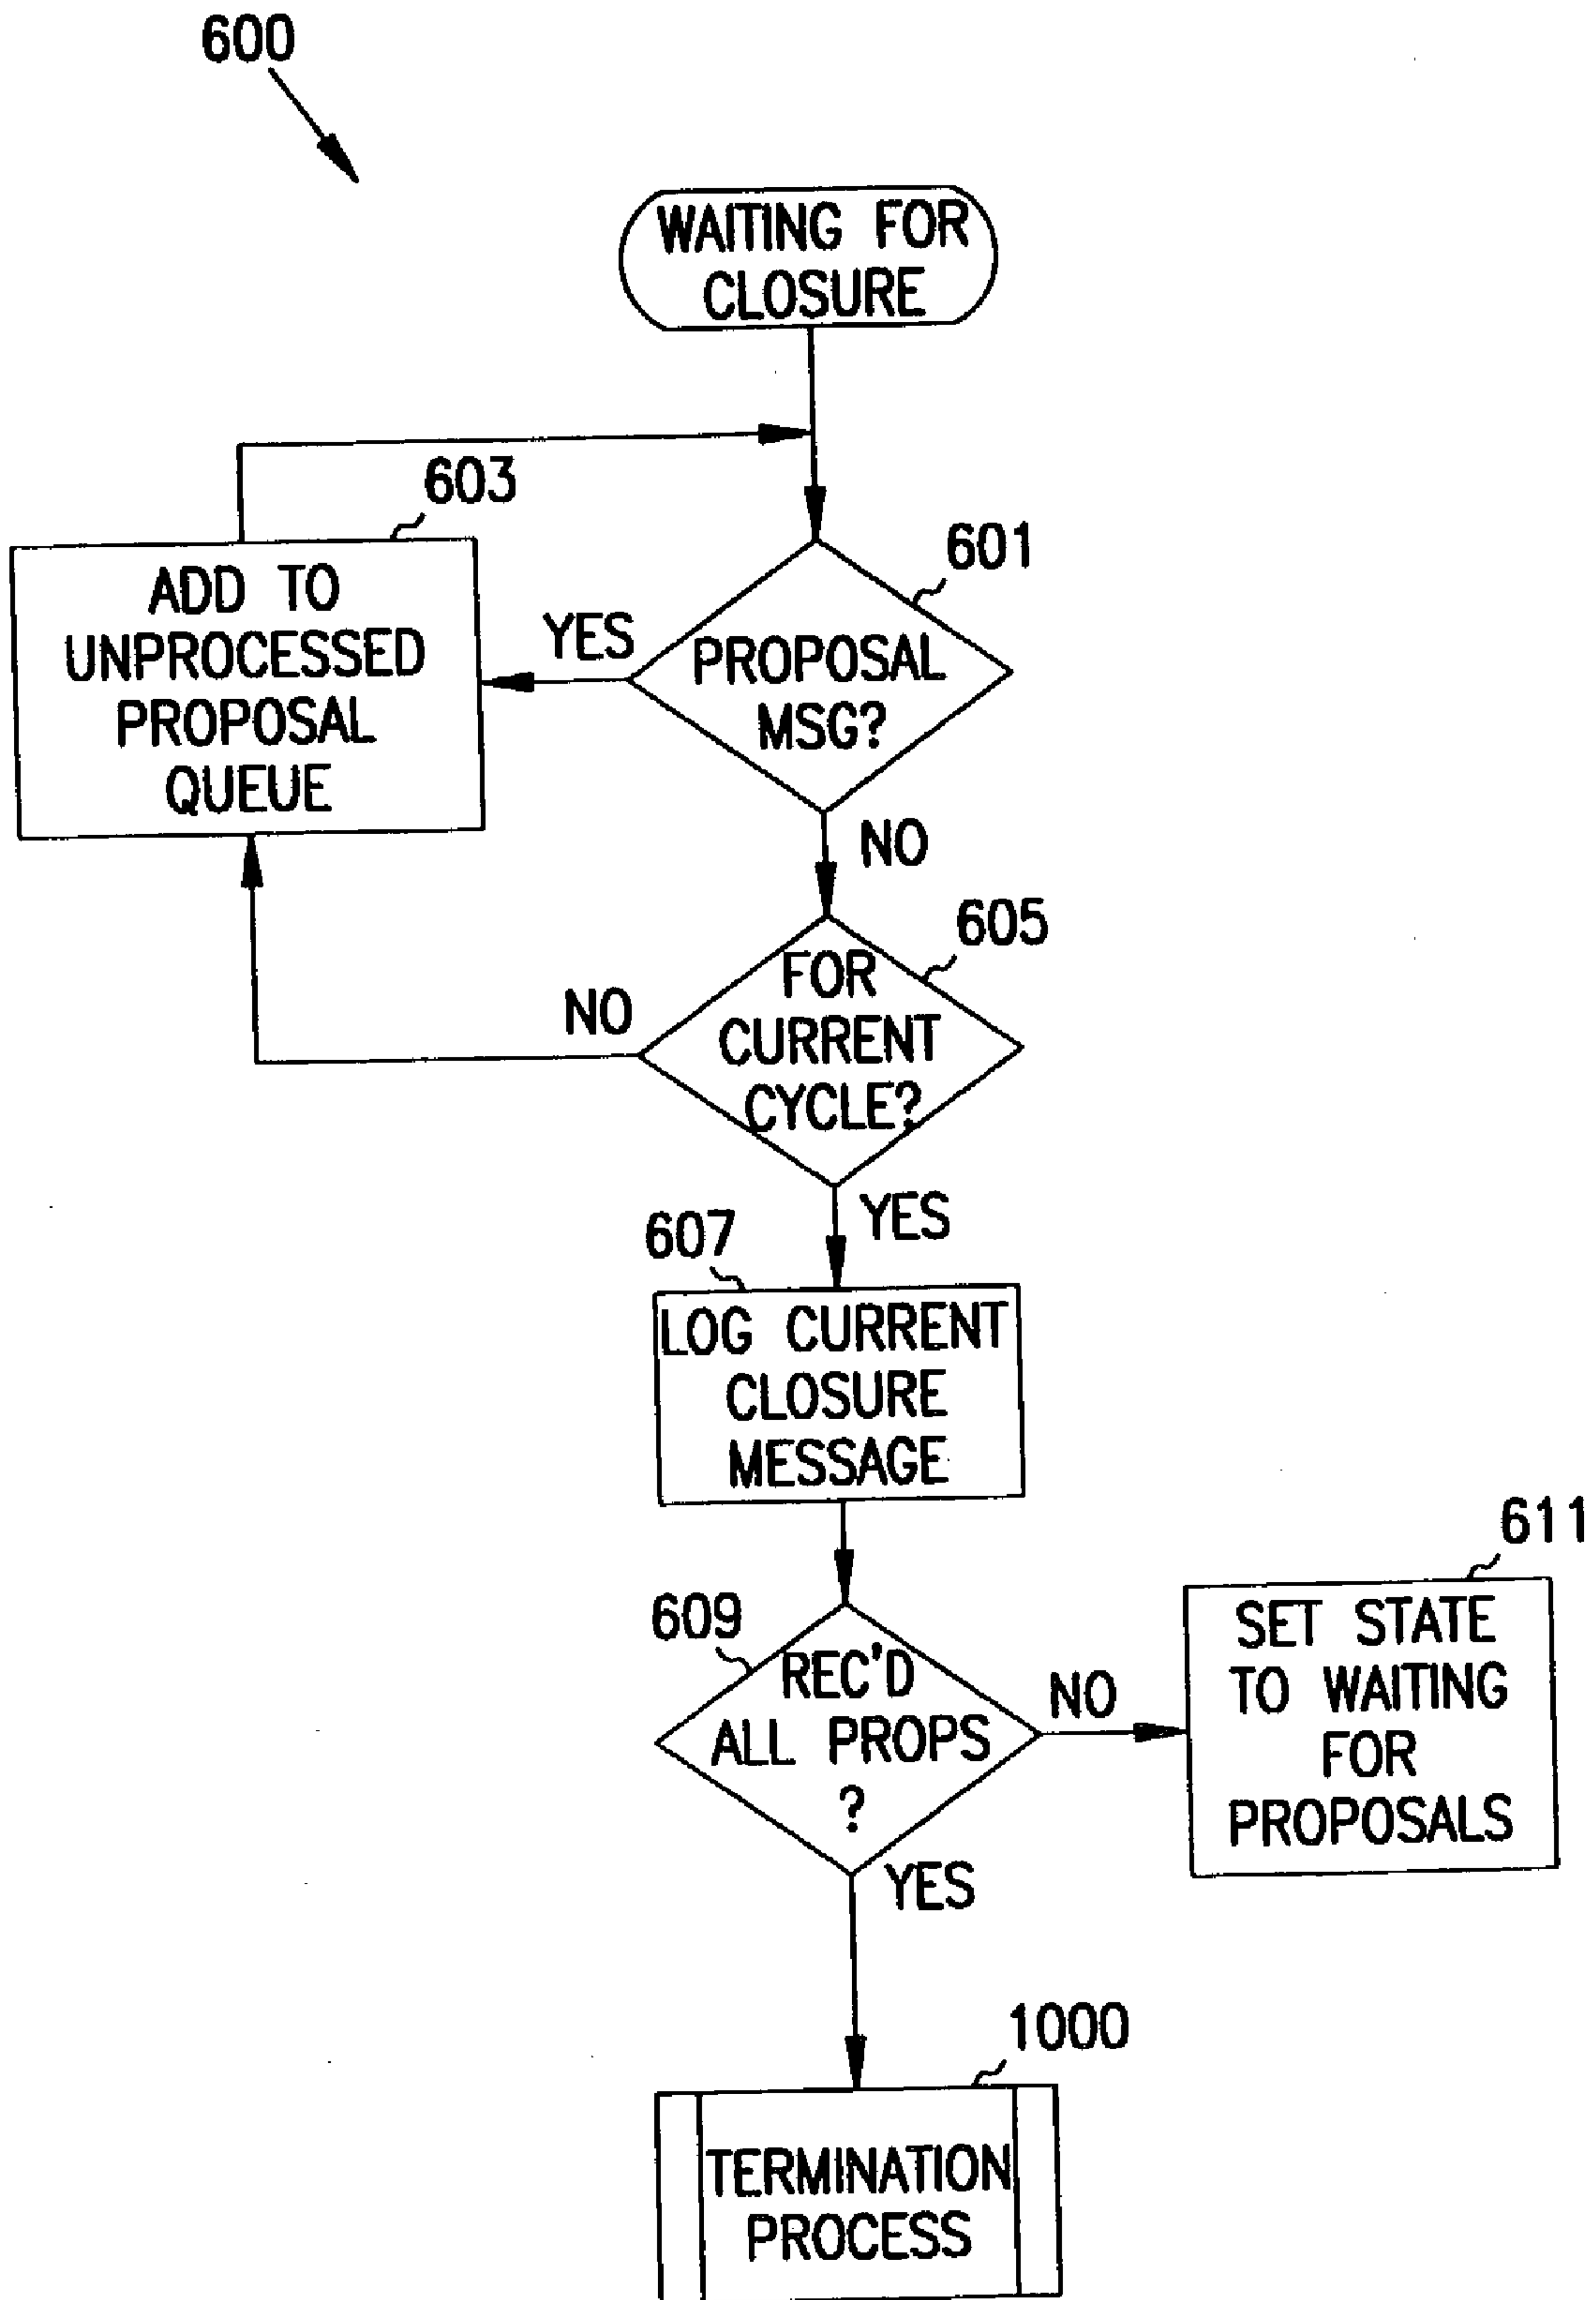 600
WAITING FOR
CLOSURE
603
ADD TO
UNPROCESSED
PROPOSAL
QUEUE
YES
601
PROPOSAL
MSG?
NO
605
FOR
CURRENT
CYCLE?
NO
YES
607
LOG CURRENT
CLOSURE
MESSAGE
609
REC'D
ALL PROPS
?
NO
611
SET STATE
TO WAITING
FOR
PROPOSALS
YES
1000
TERMINATION
PROCESS